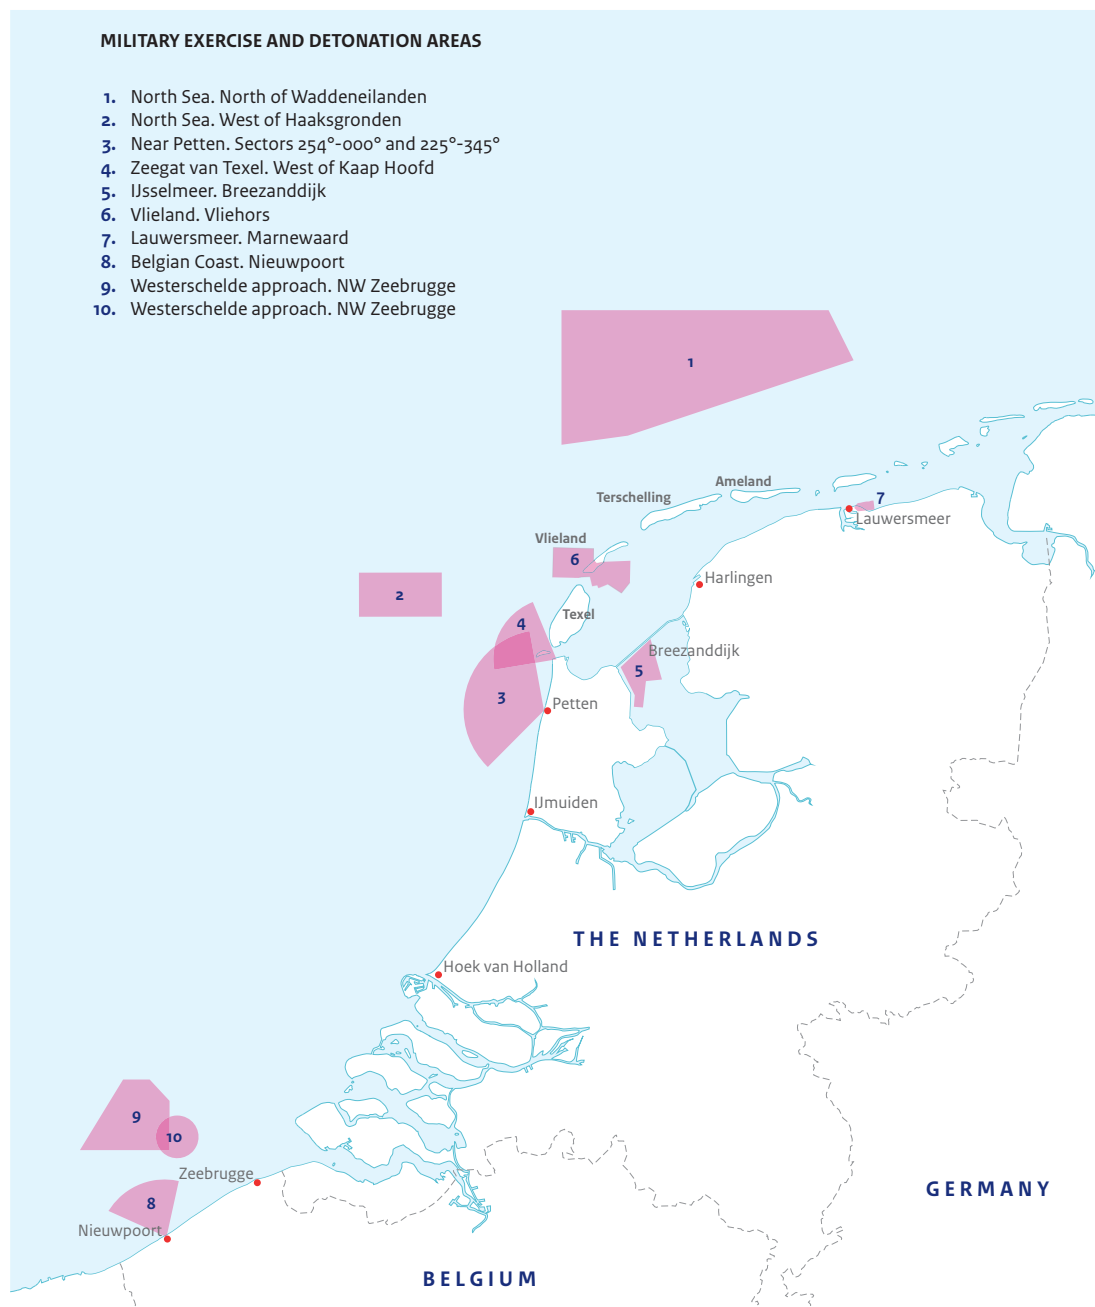 MILITARY EXERCISE AND DETONATION AREAS
1. North Sea. North of Waddeneilanden
2. North Sea. West of Haaksgronden
3. Near Petten. Sectors 254°-000° and 225°-345°
4. Zeegat van Texel. West of Kaap Hoofd
5. IJsselmeer. Breezanddijk
6. Vlieland. Vliehors
7. Lauwersmeer. Marnewaard
8. Belgian Coast. Nieuwpoort
9. Westerschelde approach. NW Zeebrugge
10. Westerschelde approach. NW Zeebrugge
1
Ameland
Terschelling
7
Lauwersmeer
Vlieland
6
Harlingen
2
Texel
4
Breezanddijk
5
3
Petten
IJmuiden
THE NETHERLANDS
Hoek van Holland
9
10
Zeebrugge
GERMANY
8
Nieuwpoort
BELGIUM